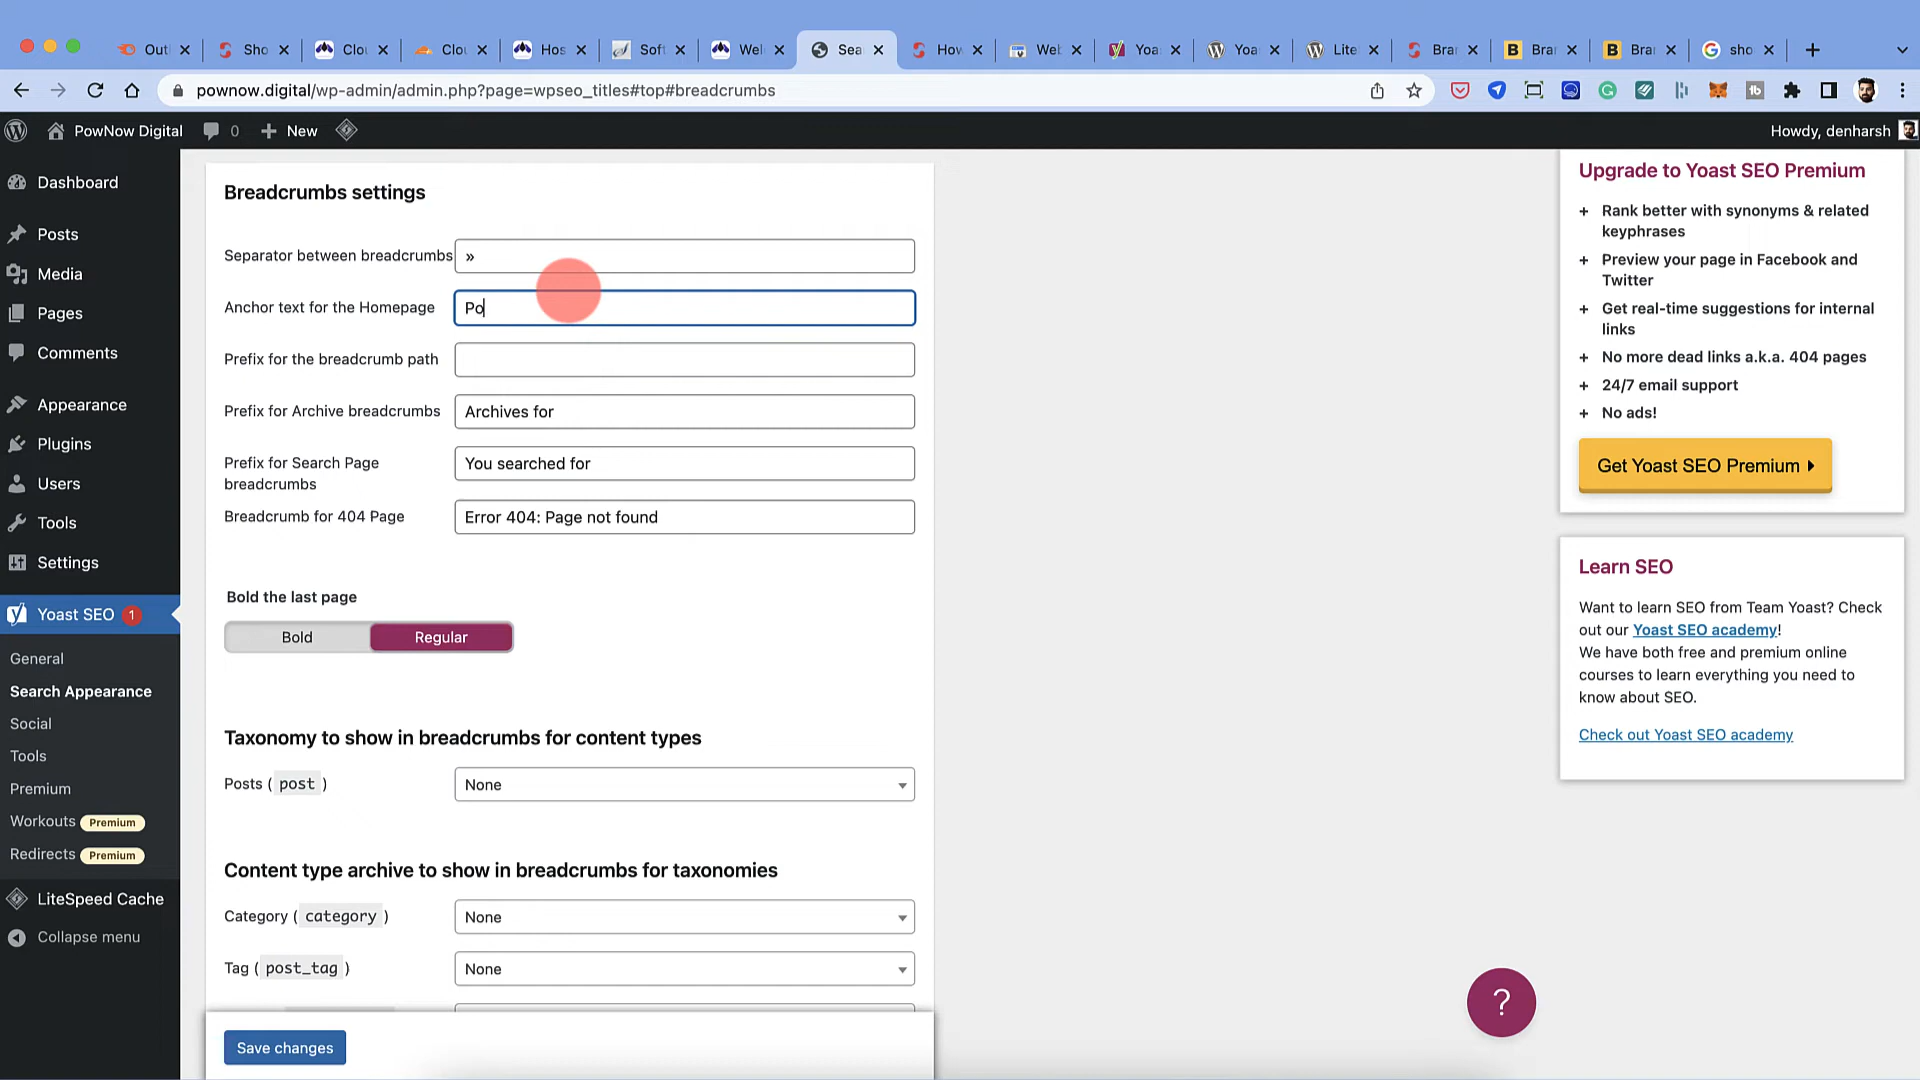 Out
Sho
Clo
Clo
Hos
Soft
Wel
Sea
How
Web
Yoa
Yoa
Lite
Bra
Bra
Bra
sho
pownow.digital/wp-admin/admin.php?page=wpseo_titles#top#breadcrumbs
PowNow Digital
0
New
Howdy, denharsh
Dashboard
Posts
Media
Pages
Comments
Appearance
Plugins
Users
Tools
Settings
Yoast SEO 1
General
Search Appearance
Social
Tools
Premium
Workouts Premium
Redirects Premium
LiteSpeed Cache
Collapse menu
Breadcrumbs settings
Separator between breadcrumbs »
Anchor text for the Homepage Po
Prefix for the breadcrumb path
Prefix for Archive breadcrumbs Archives for
Prefix for Search Page
breadcrumbs
You searched for
Breadcrumb for 404 Page Error 404: Page not found
Bold the last page
Bold Regular
Taxonomy to show in breadcrumbs for content types
Posts ( post ) None
Content type archive to show in breadcrumbs for taxonomies
Category ( category ) None
Tag ( post_tag ) None
Save changes
Upgrade to Yoast SEO Premium
+ Rank better with synonyms & related
keyphrases
+ Preview your page in Facebook and
Twitter
+ Get real-time suggestions for internal
links
+ No more dead links a.k.a. 404 pages
+ 24/7 email support
+ No ads!
Get Yoast SEO Premium
Learn SEO
Want to learn SEO from Team Yoast? Check
out our Yoast SEO academy!
We have both free and premium online
courses to learn everything you need to
know about SEO.
Check out Yoast SEO academy
?